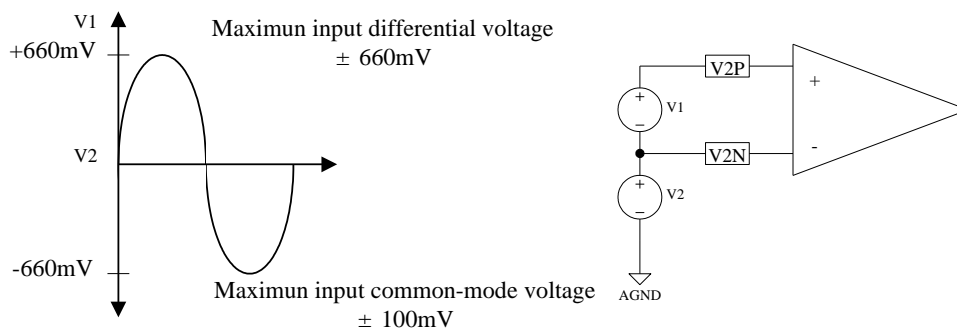 V1
Maximun input differential voltage
± 660mV
+660mV
V2P
+
+
V1
−
V2
V2N
-
+
V2
−
-660mV
Maximun input common-mode voltage
± 100mV
AGND